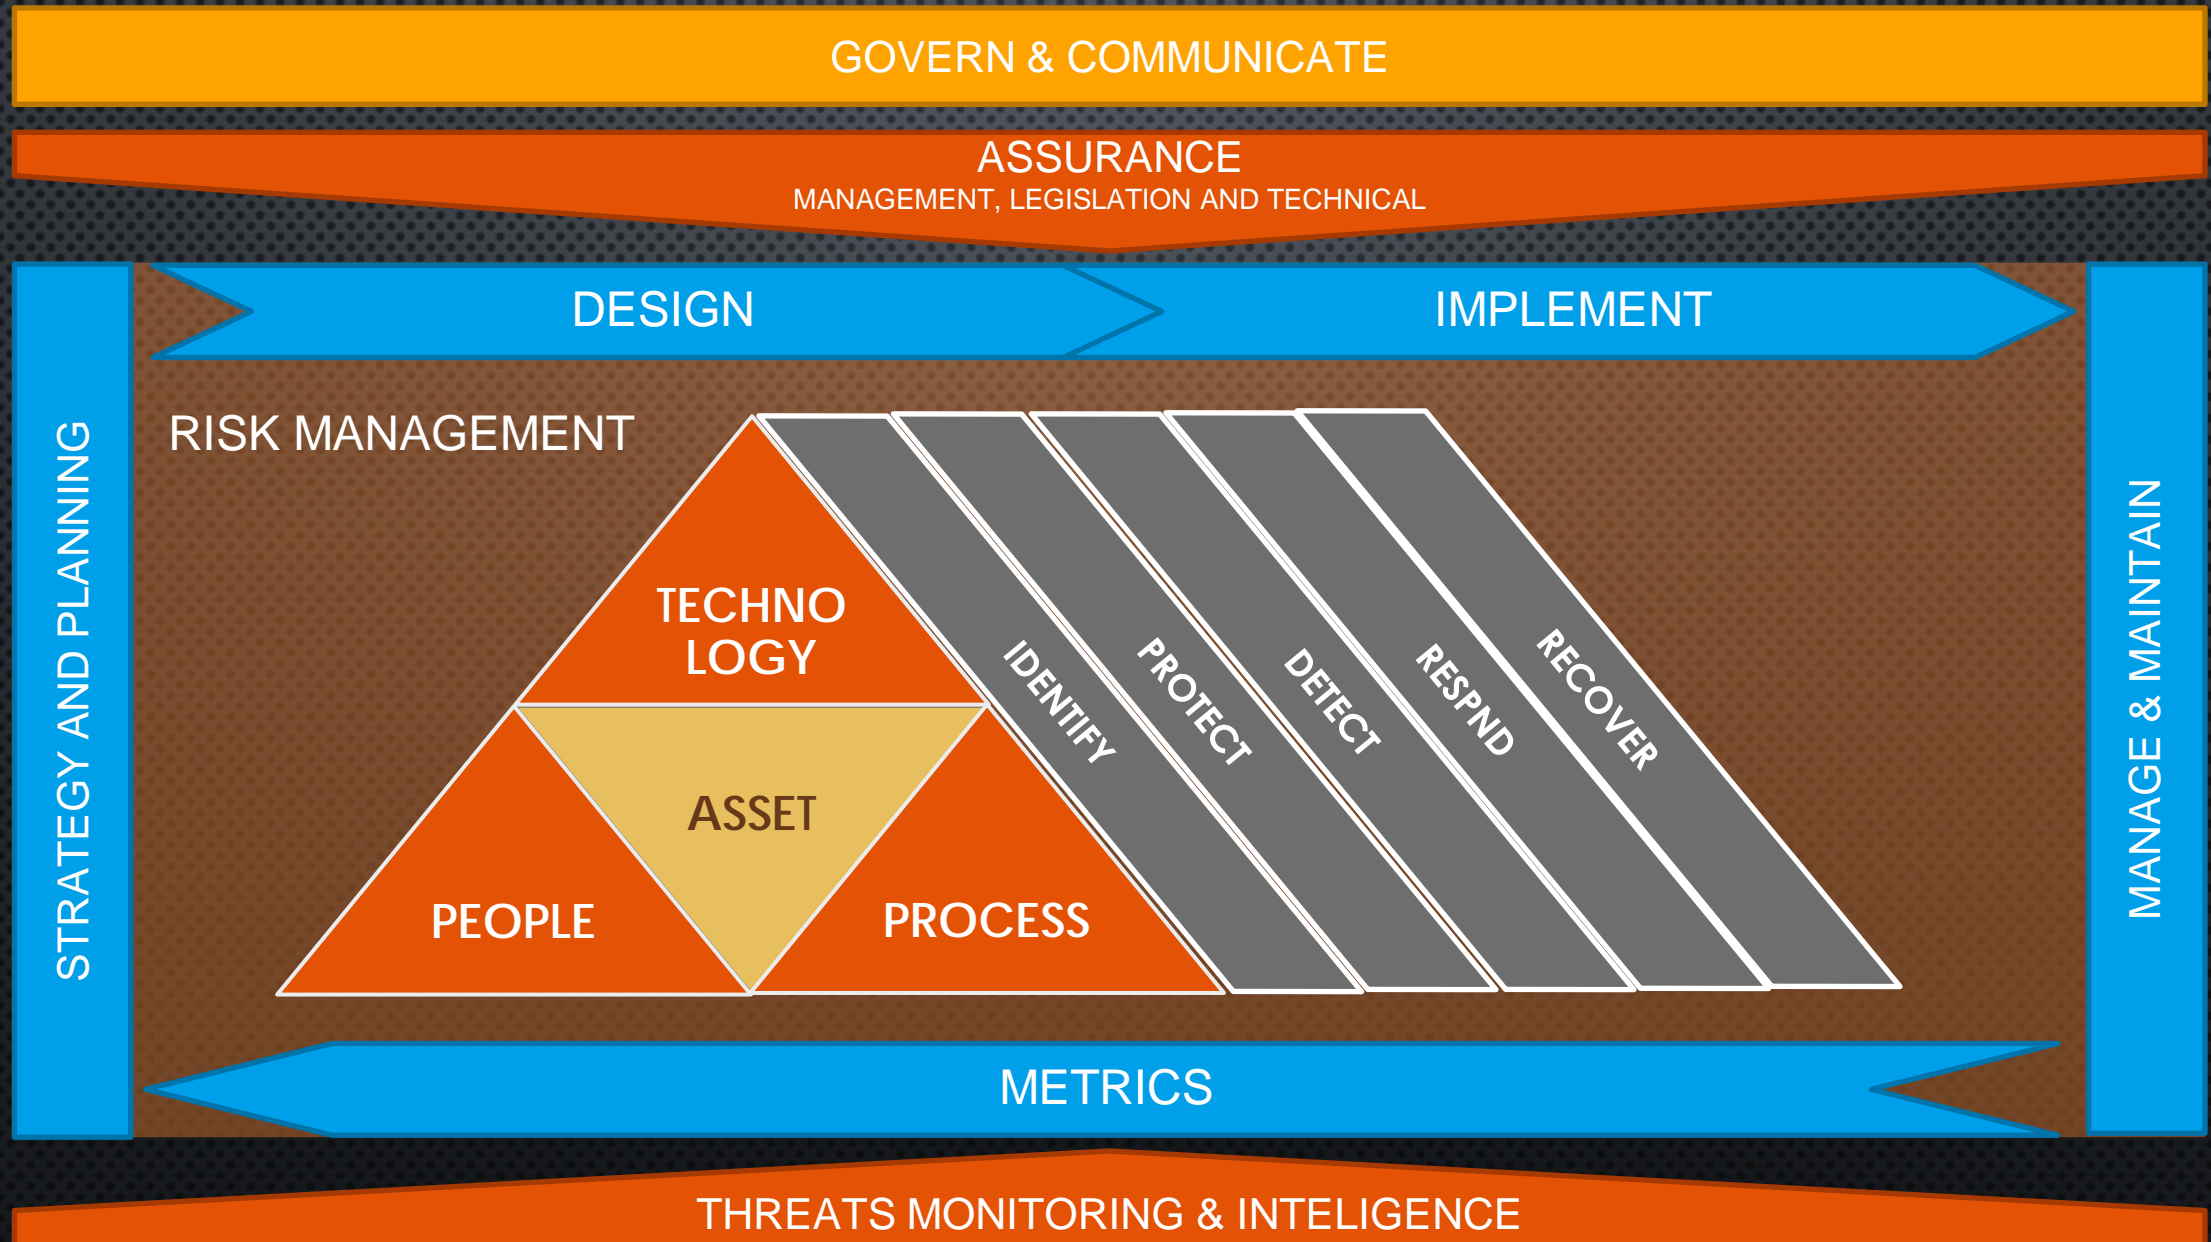 GOVERN & COMMUNICATE
ASSURANCE
MANAGEMENT, LEGISLATION AND TECHNICAL
DESIGN
IMPLEMENT
STRATEGY AND PLANNING
RISK MANAGEMENT
TECHNO
LOGY
ASSET
PEOPLE
PROCESS
IDENTIFY
PROTECT
DETECT
RESPND
RECOVER
MANAGE & MAINTAIN
METRICS
THREATS MONITORING & INTELIGENCE